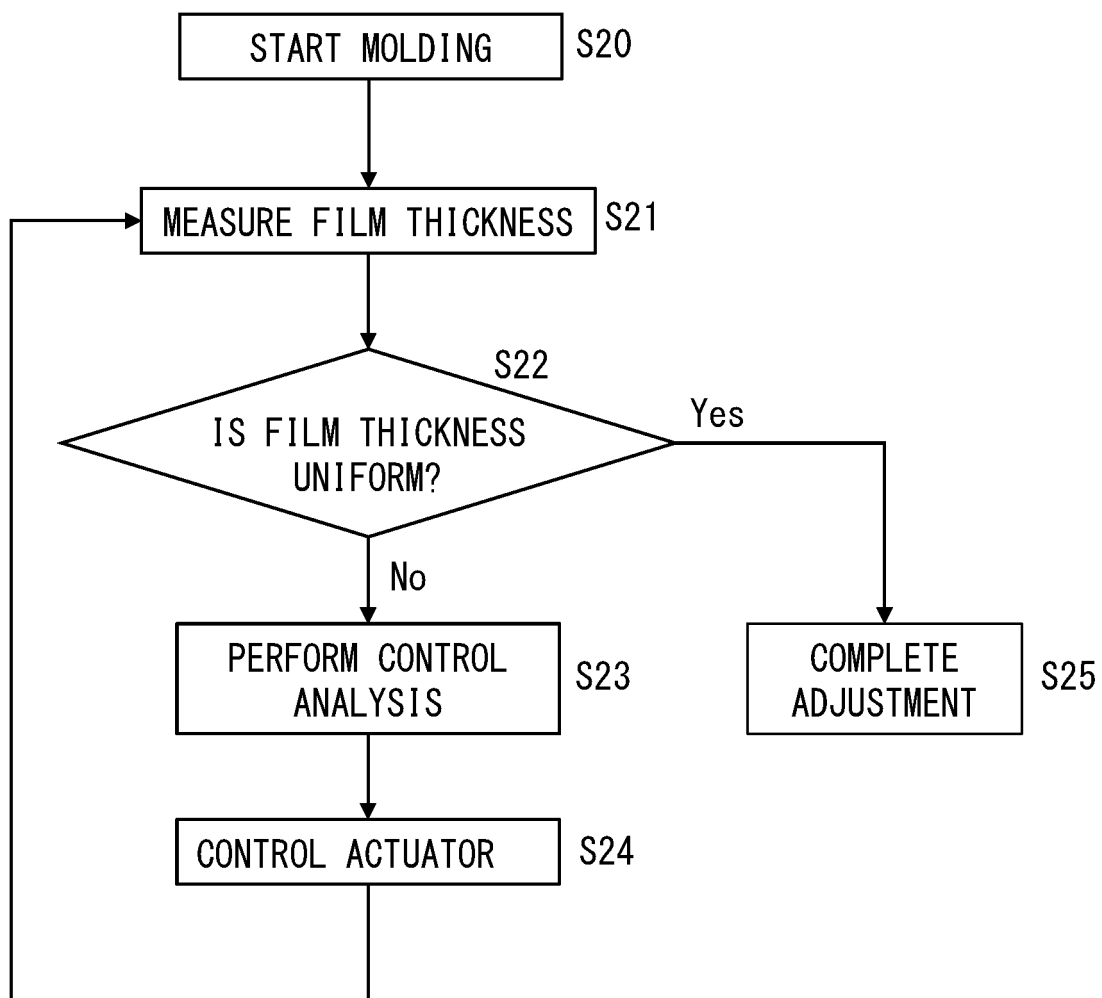 START MOLDING
S20
MEASURE FILM THICKNESS
S21
S22
IS FILM THICKNESS
UNIFORM?
Yes
No
PERFORM CONTROL
ANALYSIS
S23
COMPLETE
ADJUSTMENT
S25
CONTROL ACTUATOR
S24